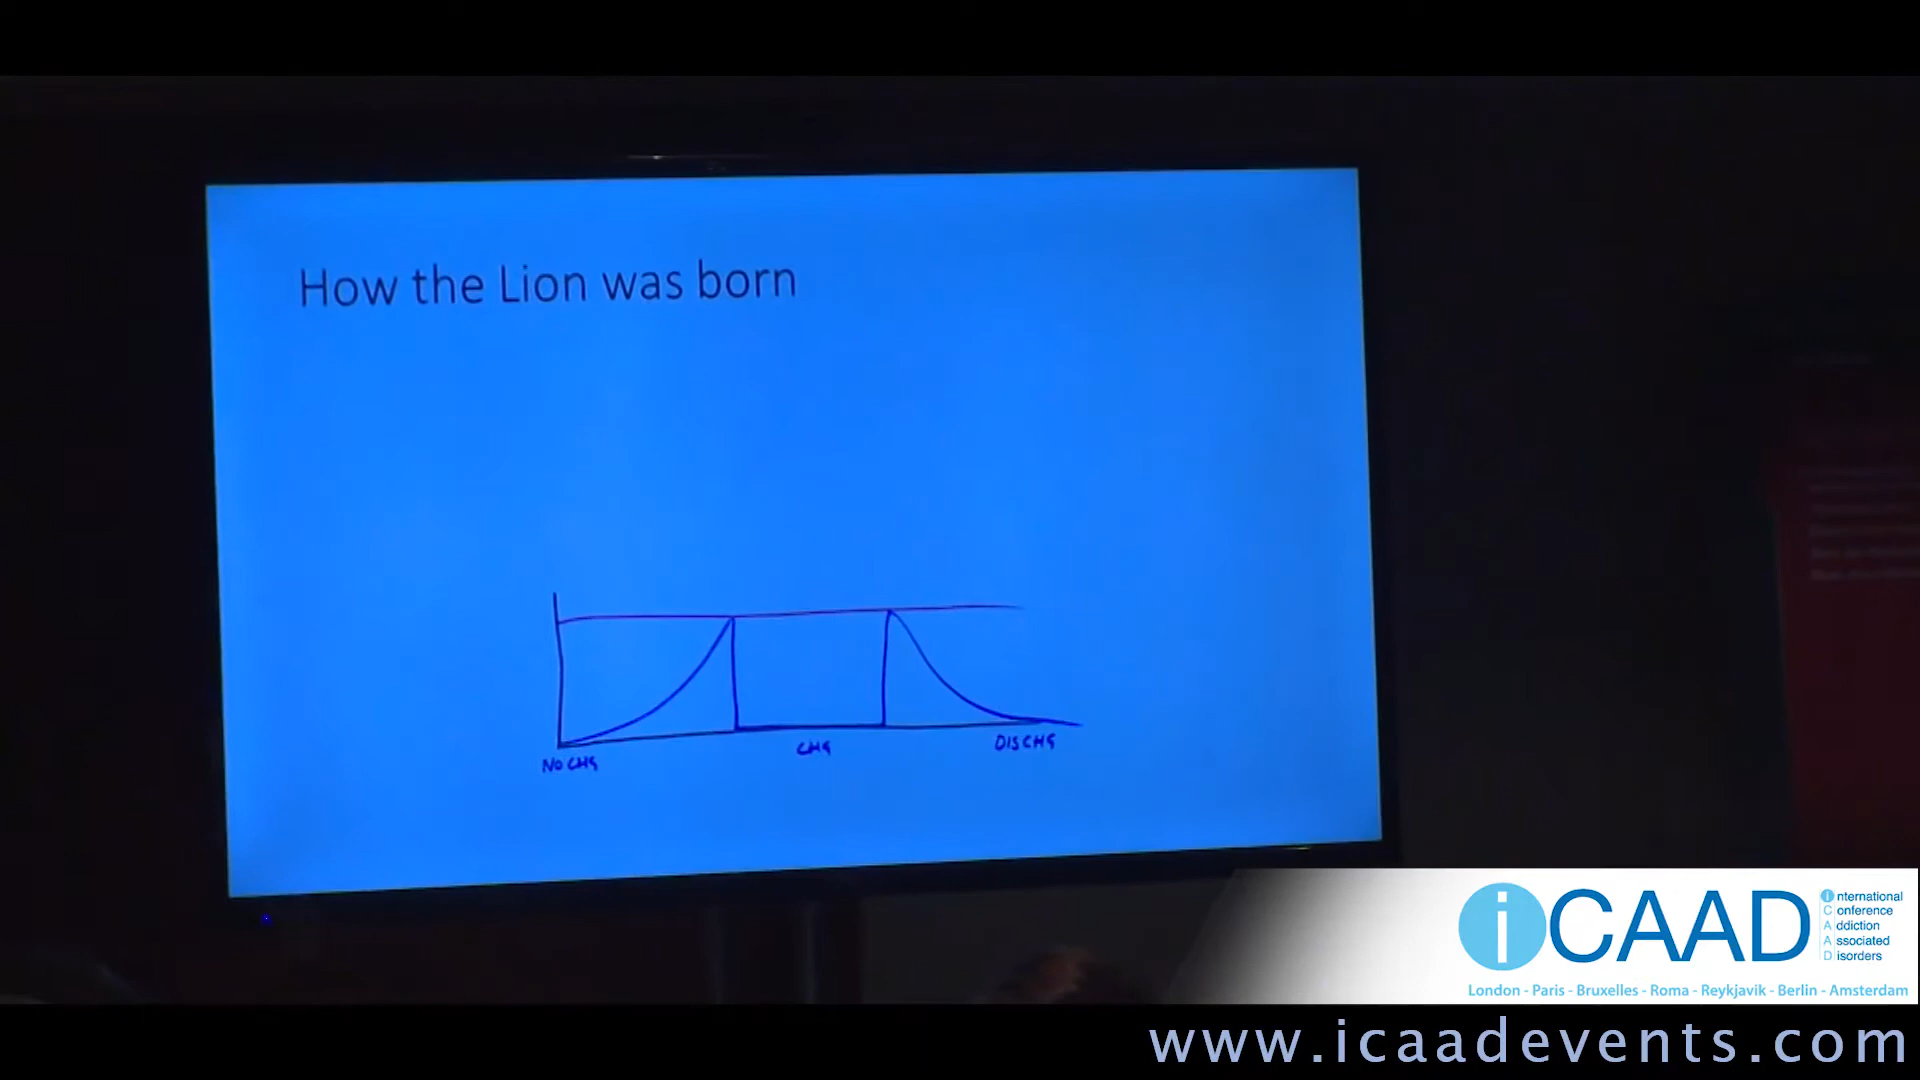 How the Lion was born
NO CHG
CHG
DISCHG
iCAAD
international
Conference
Addiction
Associated
Disorders
London - Paris - Bruxelles - Roma - Reykjavik - Berlin - Amsterdam
www.icaadevents.com